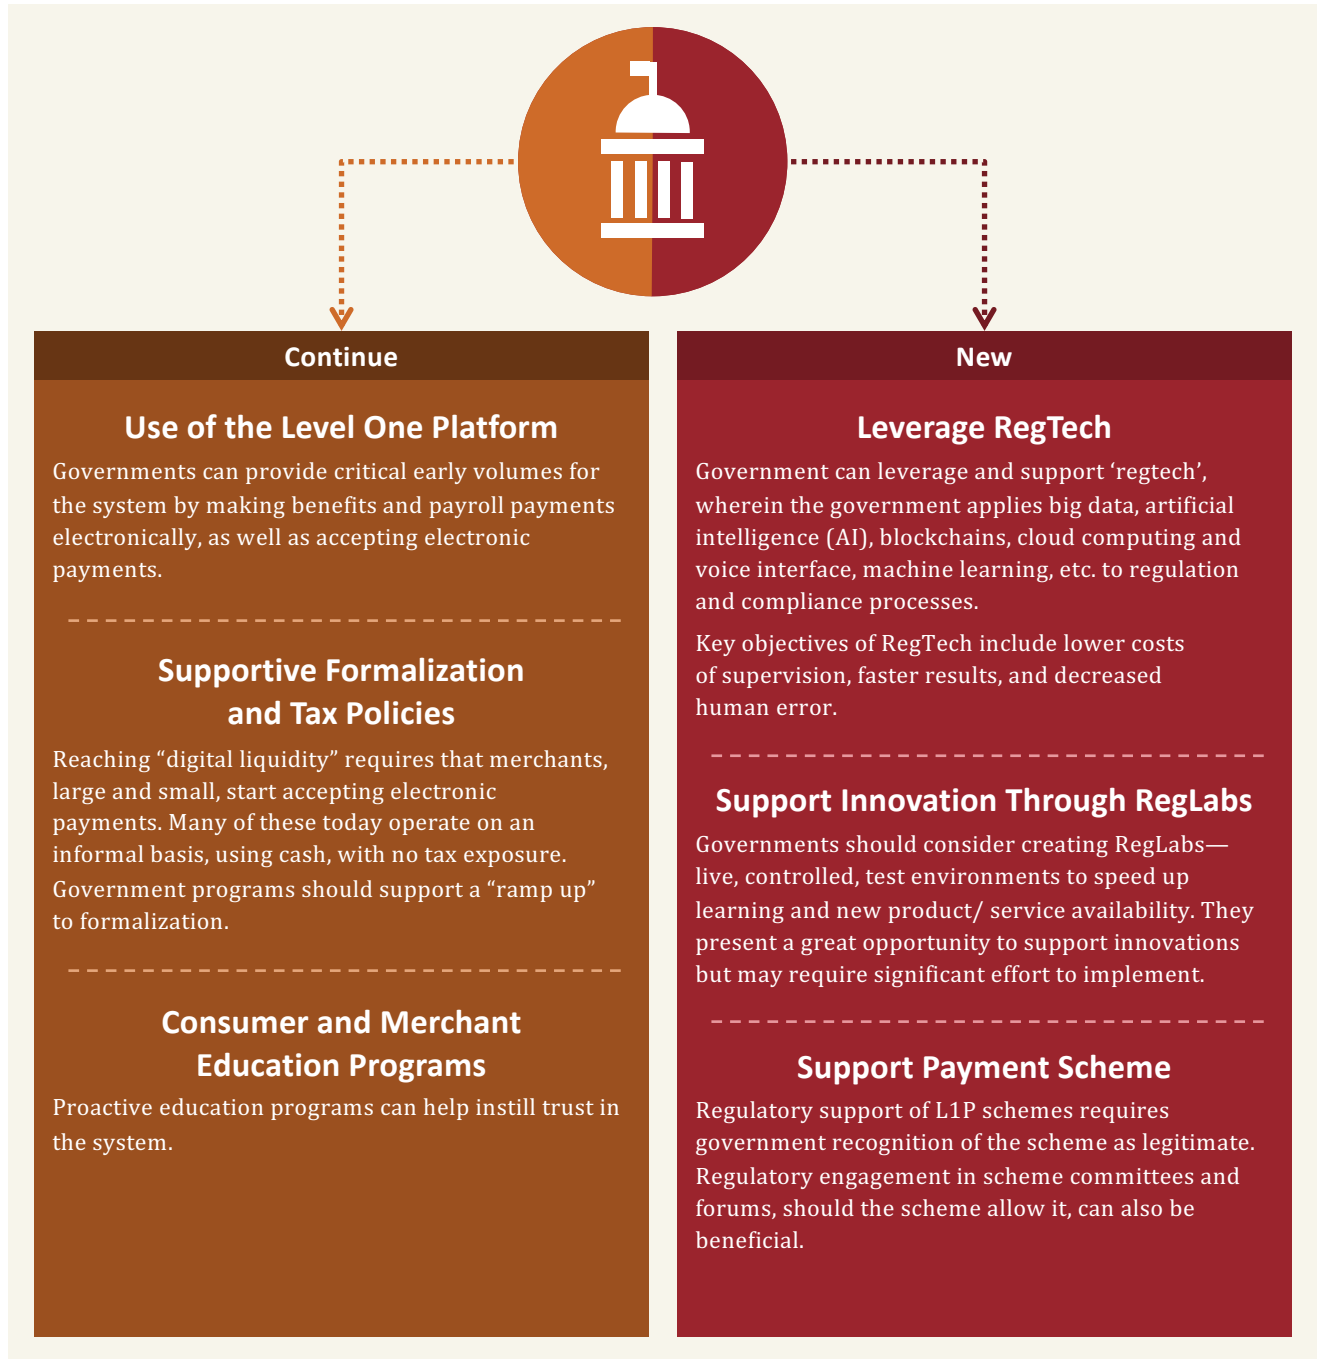 Continue
Use of the Level One Platform
Governments can provide critical early volumes for
the system by making benefits and payroll payments
electronically, as well as accepting electronic
payments.
Supportive Formalization
and Tax Policies
Reaching “digital liquidity” requires that merchants,
large and small, start accepting electronic
payments. Many of these today operate on an
informal basis, using cash, with no tax exposure.
Government programs should support a “ramp up”
to formalization.
Consumer and Merchant
Education Programs
Proactive education programs can help instill trust in
the system.
New
Leverage RegTech
Government can leverage and support ‘regtech’,
wherein the government applies big data, artificial
intelligence (AI), blockchains, cloud computing and
voice interface, machine learning, etc. to regulation
and compliance processes.
Key objectives of RegTech include lower costs
of supervision, faster results, and decreased
human error.
Support Innovation Through RegLabs
Governments should consider creating RegLabs—
live, controlled, test environments to speed up
learning and new product/ service availability. They
present a great opportunity to support innovations
but may require significant effort to implement.
Support Payment Scheme
Regulatory support of L1P schemes requires
government recognition of the scheme as legitimate.
Regulatory engagement in scheme committees and
forums, should the scheme allow it, can also be
beneficial.